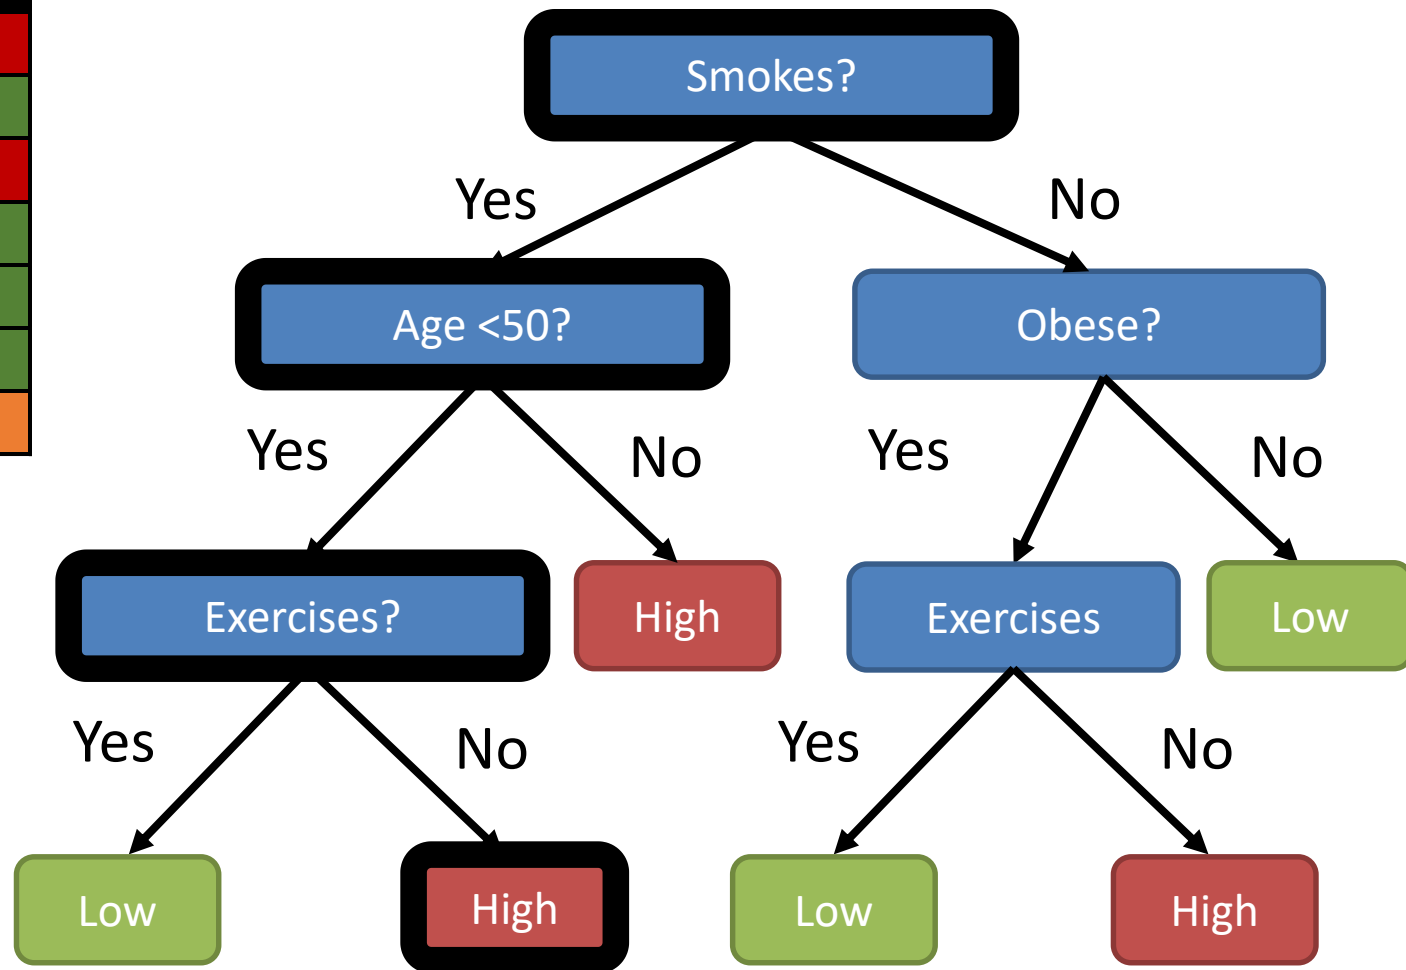 Smokes?
Yes
No
Age <50?
Obese?
Yes
No
Yes
No
Exercises?
High
Exercises
Low
Yes
No
Yes
No
Low
High
Low
High